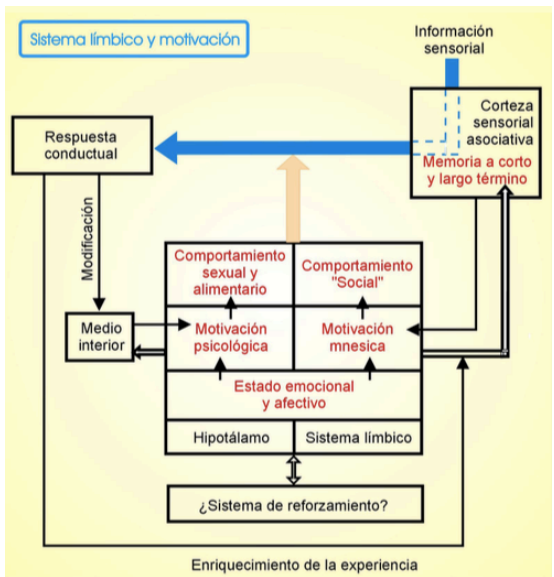 Sistema límbico y motivación
Información
sensorial
Corteza
sensorial
asociativa
Memoria a corto
y largo término
Respuesta
conductual
Modificación
Medio
interior
Comportamiento
sexual y
alimentario
Comportamiento
"Social"
Motivación
psicológica
Motivación
mnesica
Estado emocional
y afectivo
Hipotálamo
Sistema límbico
¿Sistema de reforzamiento?
Enriquecimiento de la experiencia